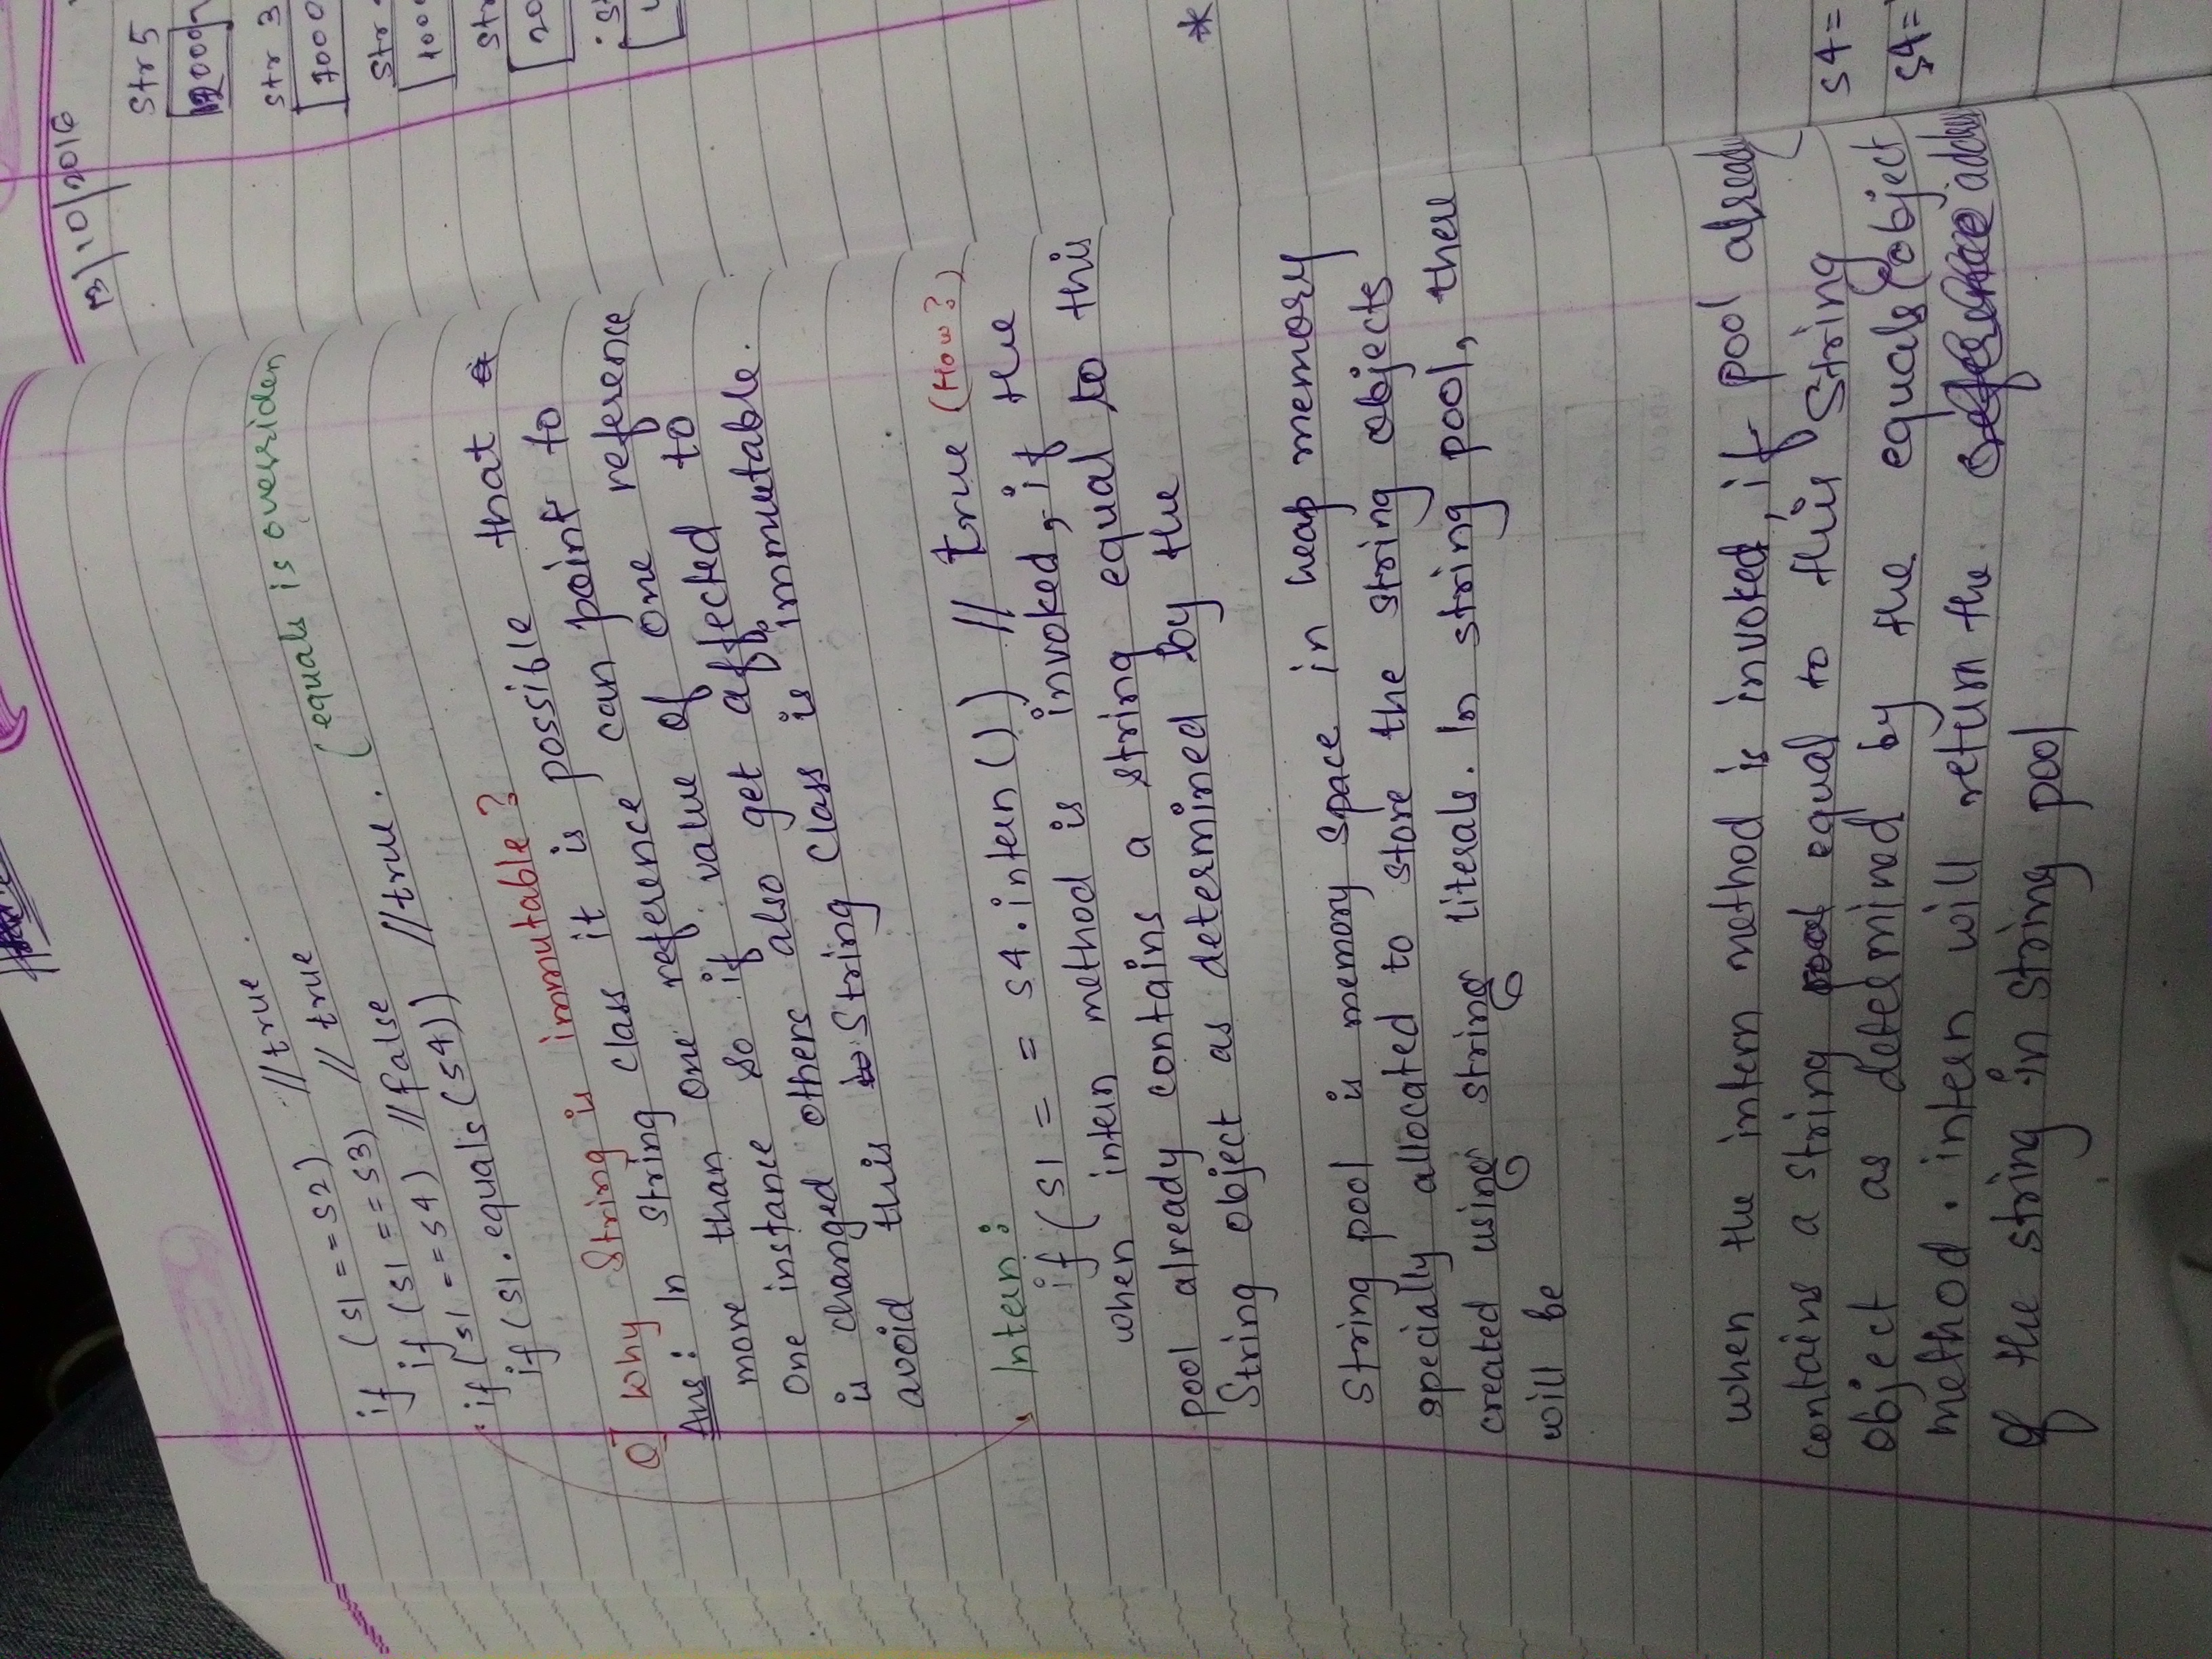 if (S1 == S2) //true.
if (S1 == S3) // true
if (S1 == S4) //false
if (S1.equals(S4)) //true. (equals is overriden
Q] Why String is immutable?
Ans: In String Class it is possible that a
more than one reference can point to
One instance so if value of one reference
is changed others also get affected to
avoid this to String Class is immutable.
Intern:
if (S1 == S4.intern()) // true (How?)
when intern method is invoked, if the
pool already contains a string equal to this
String object as determined by the
String pool is memory space in heap memory
specially allocated to store the string objects
created using string literals. In string pool, there
will be
when the intern method is invoked, if pool already
contains a string pool equal to this String
object as determined by the equals(object
method. intern will return the reference address
of the string in string pool
13/10/2016
Str 5
Str 3
Str
Str
20
*
S4=
S4=